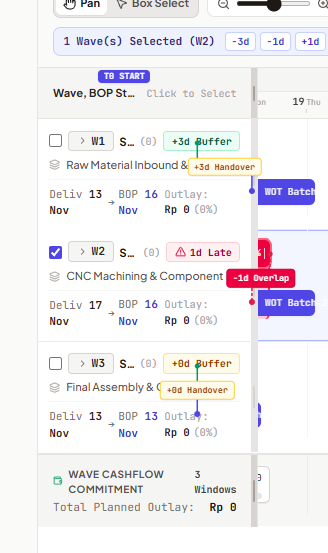 Pan Box Select
1 Wave(s) Selected (W2) -3d -1d +1d
T0 START
Wave, BOP St… Click to Select
19 Thu
W1 S… (0) +3d Buffer
Raw Material Inbound &
+3d Handover
Deliv 13 Nov → BOP 16 Nov Outlay: Rp 0 (0%)
WOT Batch
W2 S… (0) 1d Late
CNC Machining & Component
-1d Overlap
Deliv 17 Nov → BOP 16 Nov Outlay: Rp 0 (0%)
WOT Batch
W3 S… (0) +0d Buffer
Final Assembly &
+0d Handover
Deliv 13 Nov → BOP 13 Nov Outlay: Rp 0 (0%)
WAVE CASHFLOW COMMITMENT 3 Windows
Total Planned Outlay: Rp 0